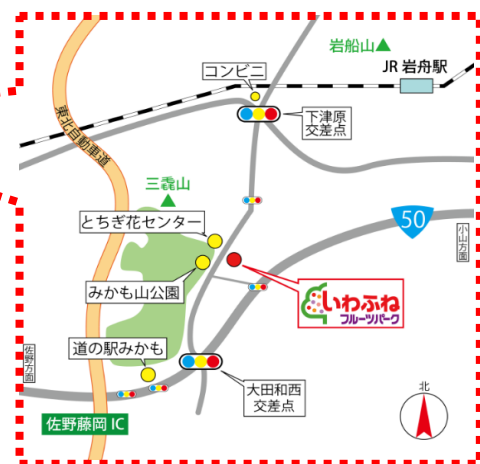 岩船山
JR 岩舟駅
コンビニ
下津原
交差点
東北自動車道
三毳山
とちぎ花センター
みかも山公園
50
小山方面
いわふね
フルーツパーク
佐野方面
道の駅みかも
大田和西
交差点
佐野藤岡 IC
北